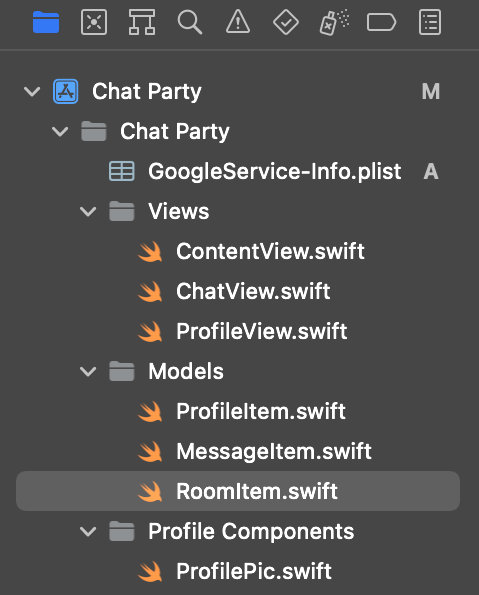 Chat Party M
Chat Party
GoogleService-Info.plist A
Views
ContentView.swift
ChatView.swift
ProfileView.swift
Models
ProfileItem.swift
MessageItem.swift
RoomItem.swift
Profile Components
ProfilePic.swift